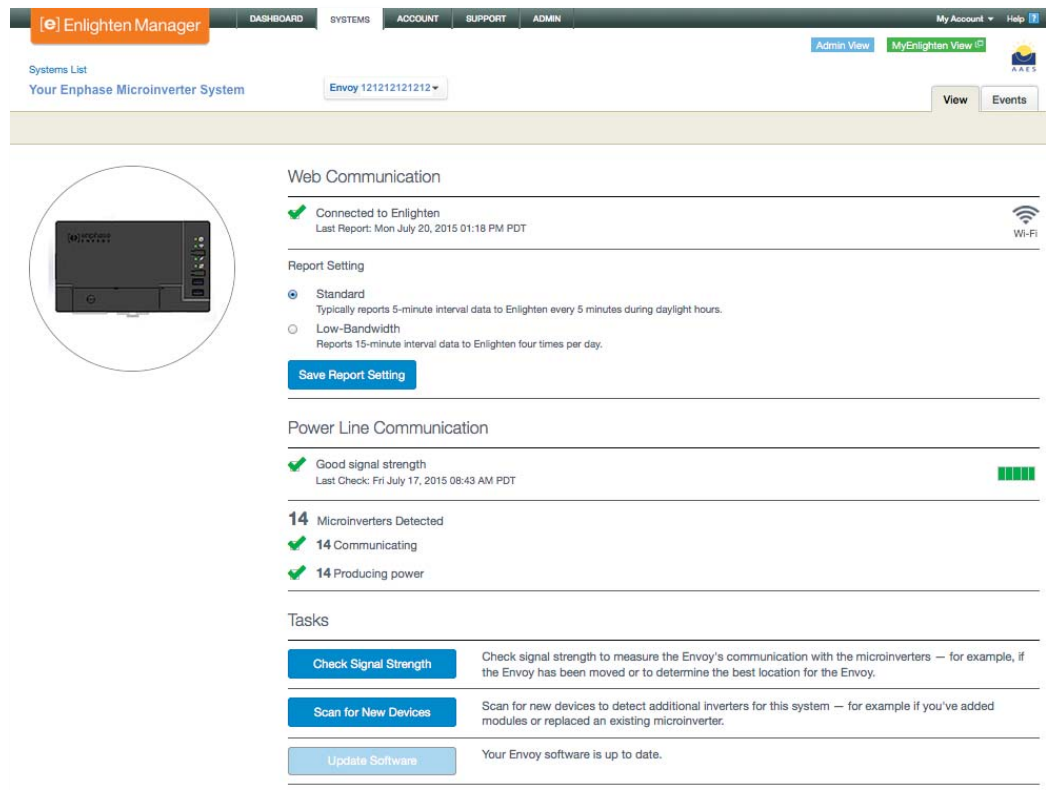 [e] Enlighten Manager
DASHBOARD SYSTEMS ACCOUNT SUPPORT ADMIN
My Account Help ?
Admin View MyEnlighten View
AAES
Systems List
Your Enphase Microinverter System
Envoy 121212121212
View Events
Web Communication
Connected to Enlighten
Last Report: Mon July 20, 2015 01:18 PM PDT
Wi-Fi
[e] enphase
ENERGY
Report Setting
Standard
Typically reports 5-minute interval data to Enlighten every 5 minutes during daylight hours.
Low-Bandwidth
Reports 15-minute interval data to Enlighten four times per day.
Save Report Setting
Power Line Communication
Good signal strength
Last Check: Fri July 17, 2015 08:43 AM PDT
14 Microinverters Detected
14 Communicating
14 Producing power
Tasks
Check Signal Strength
Check signal strength to measure the Envoy's communication with the microinverters — for example, if
the Envoy has been moved or to determine the best location for the Envoy.
Scan for New Devices
Scan for new devices to detect additional inverters for this system — for example if you've added
modules or replaced an existing microinverter.
Update Software
Your Envoy software is up to date.